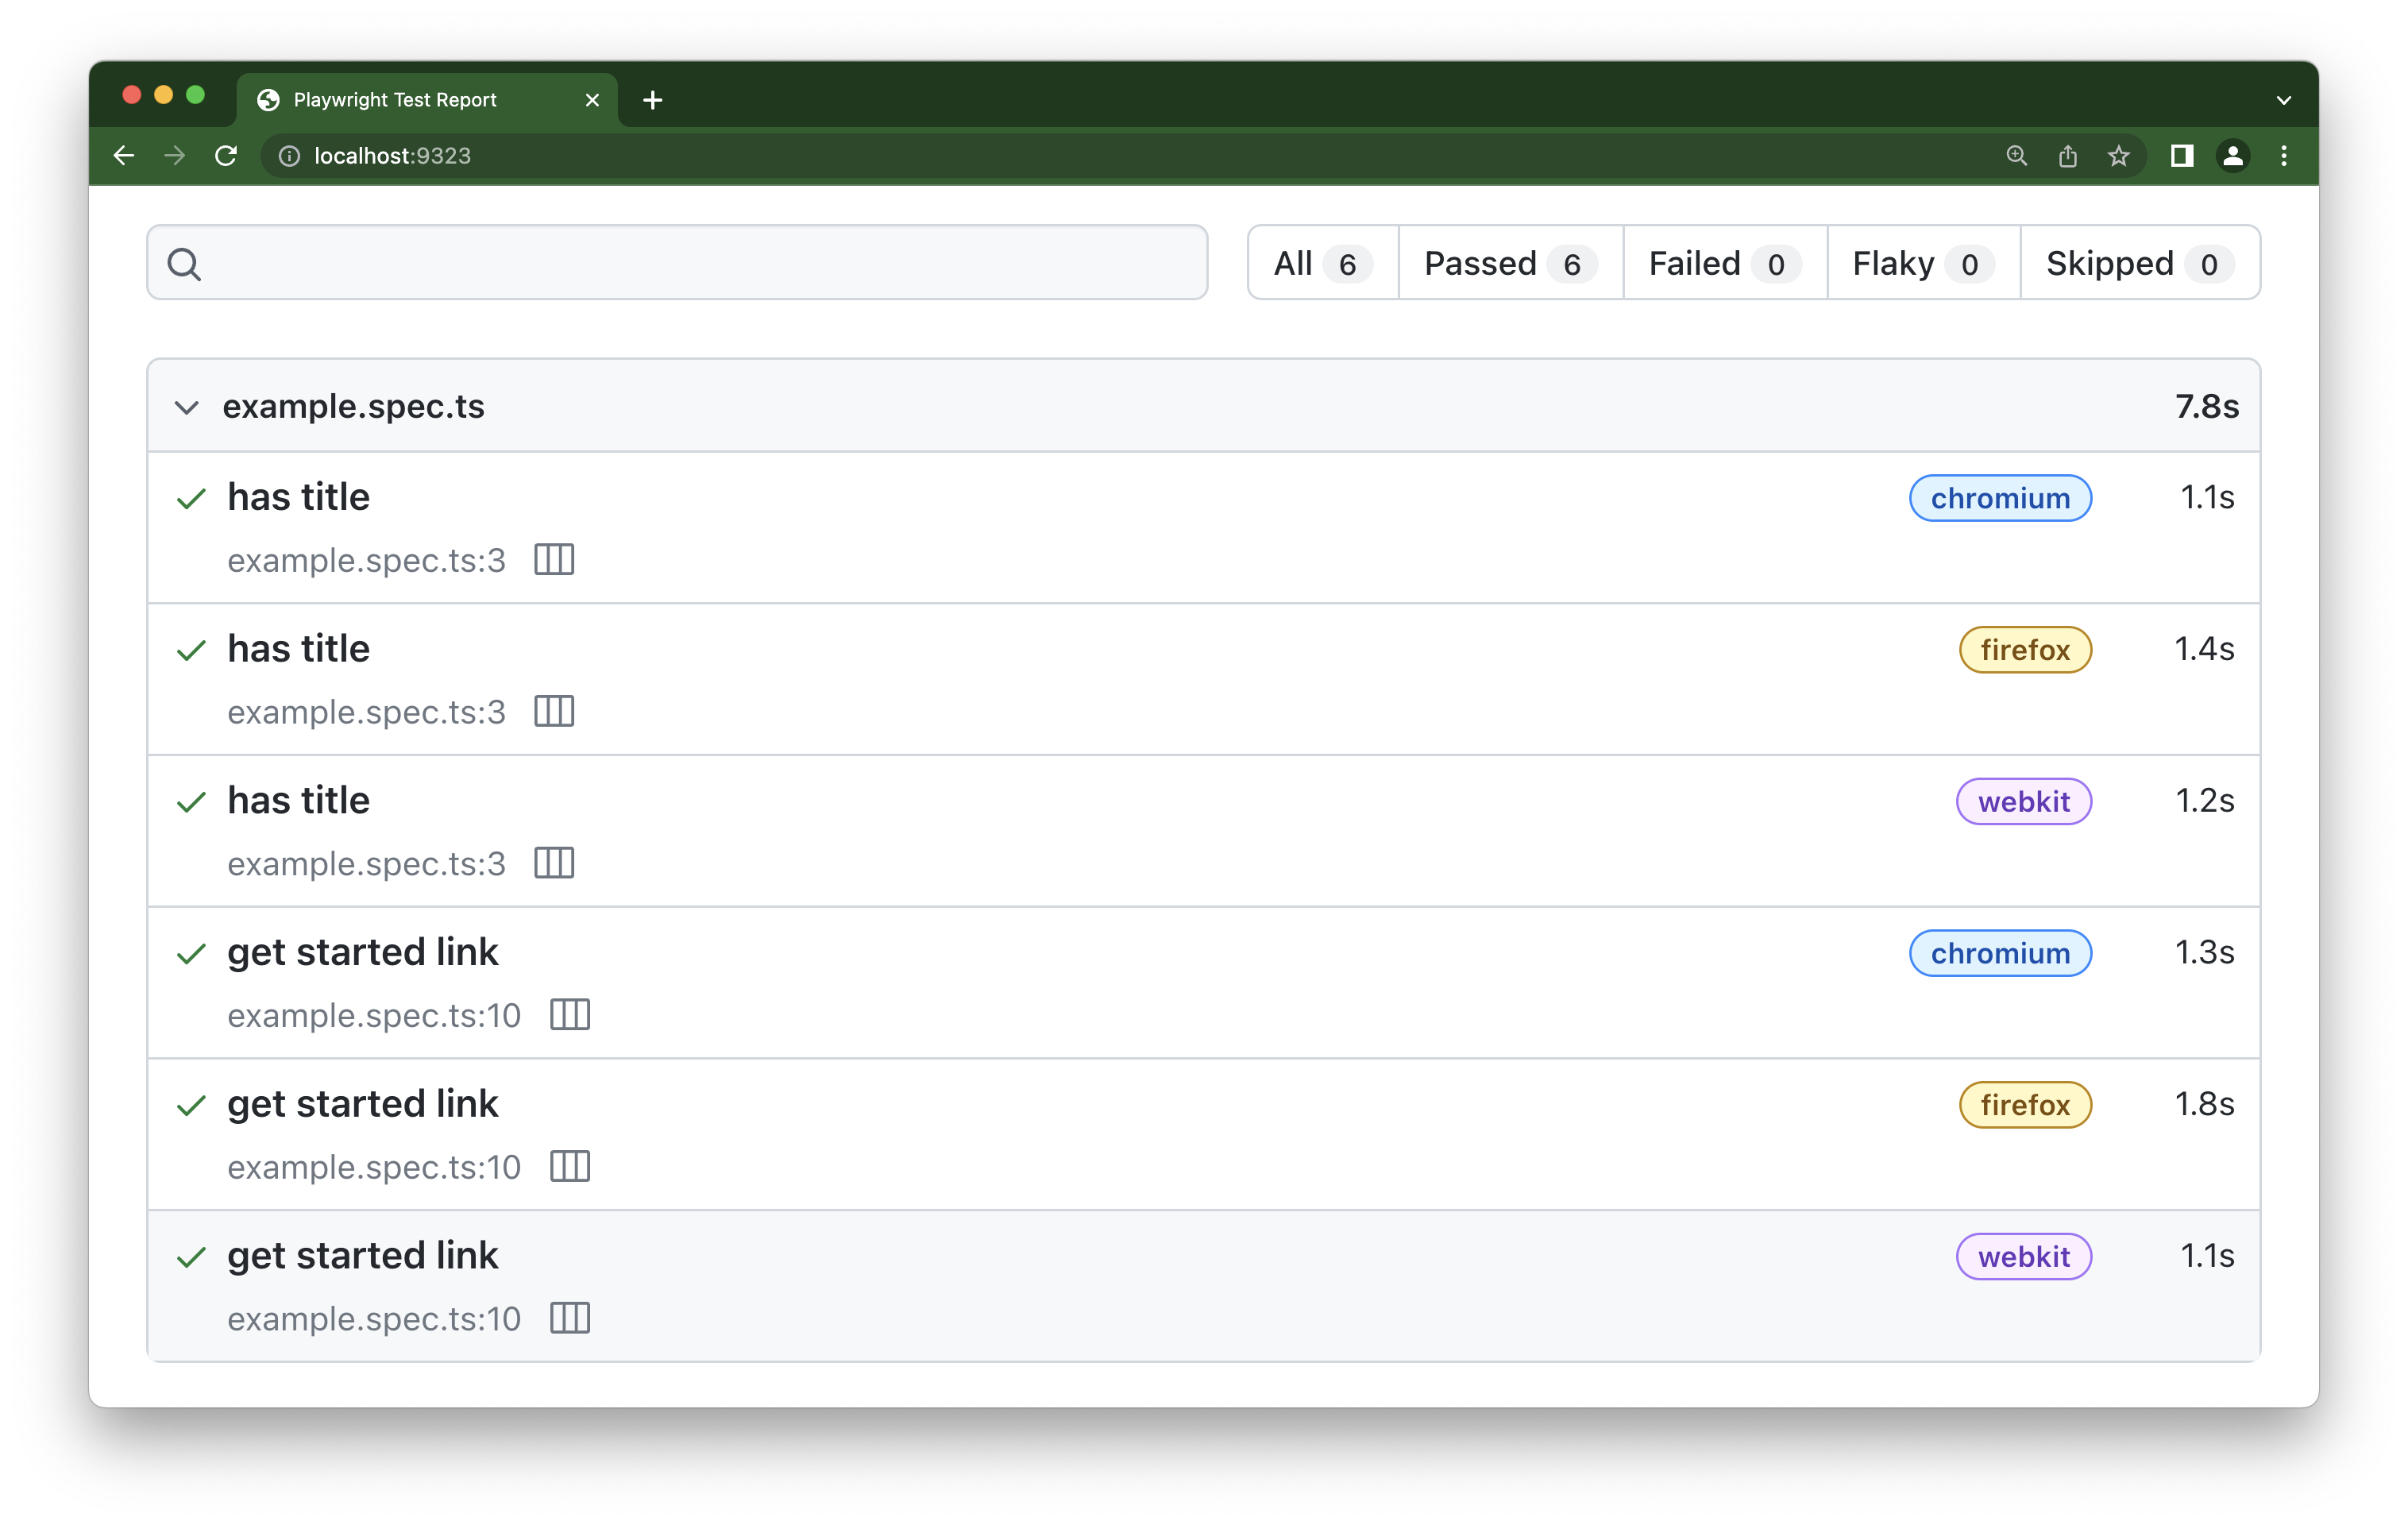 Playwright Test Report
localhost:9323
All 6 Passed 6 Failed 0 Flaky 0 Skipped 0
example.spec.ts 7.8s
has title chromium 1.1s
example.spec.ts:3
has title firefox 1.4s
example.spec.ts:3
has title webkit 1.2s
example.spec.ts:3
get started link chromium 1.3s
example.spec.ts:10
get started link firefox 1.8s
example.spec.ts:10
get started link webkit 1.1s
example.spec.ts:10